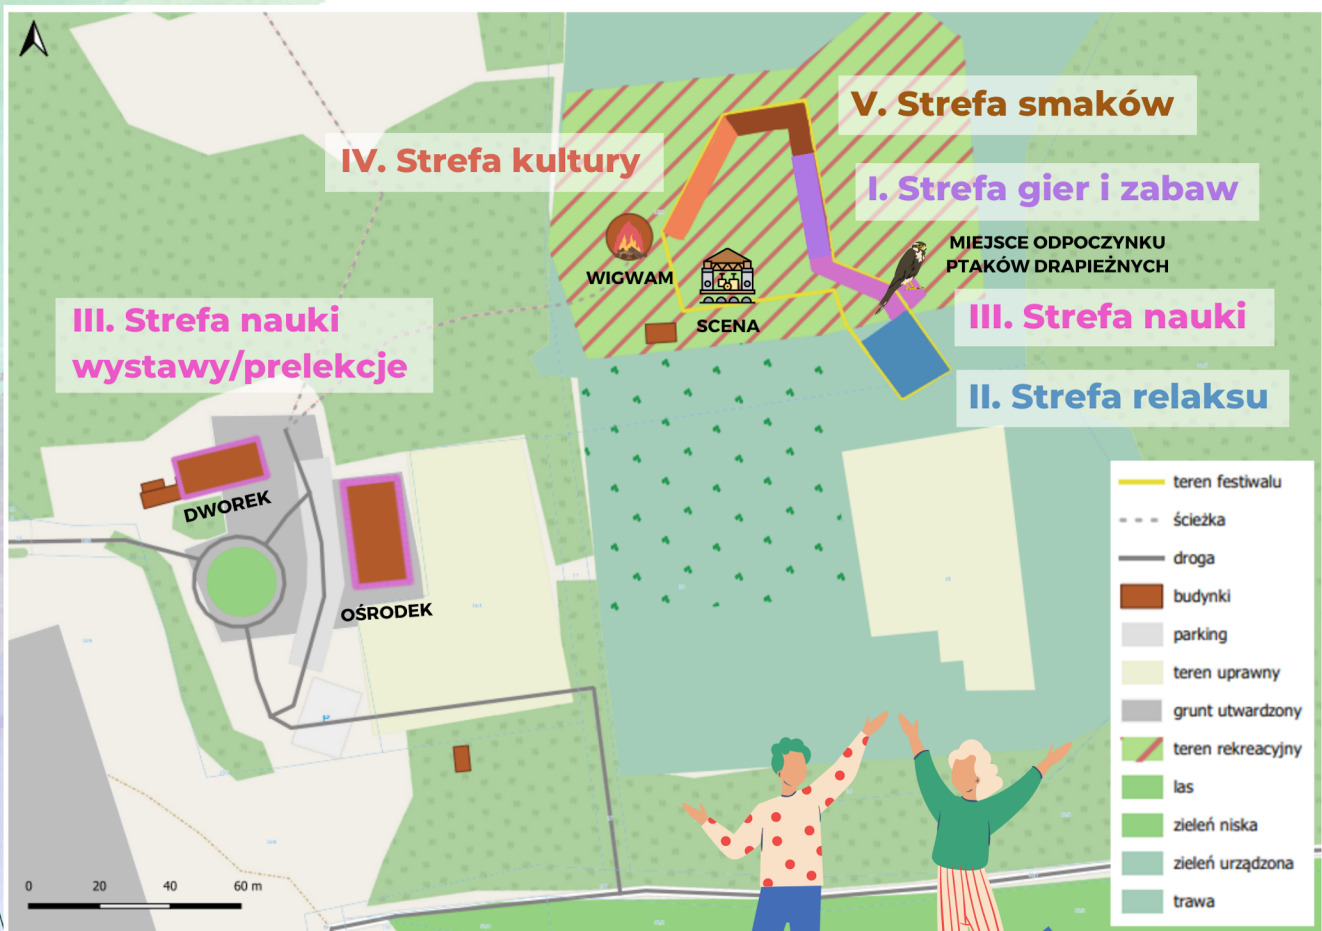 V. Strefa smaków
IV. Strefa kultury
I. Strefa gier i zabaw
MIEJSCE ODPOCZYNKU
PTAKÓW DRAPIEŻNYCH
WIGWAM
SCENA
III. Strefa nauki
wystawy/prelekcje
III. Strefa nauki
II. Strefa relaksu
DWOREK
OŚRODEK
P
teren festiwalu
ścieżka
droga
budynki
parking
teren uprawny
grunt utwardzony
teren rekreacyjny
las
zieleń niska
zieleń urządzona
trawa
0 20 40 60 m